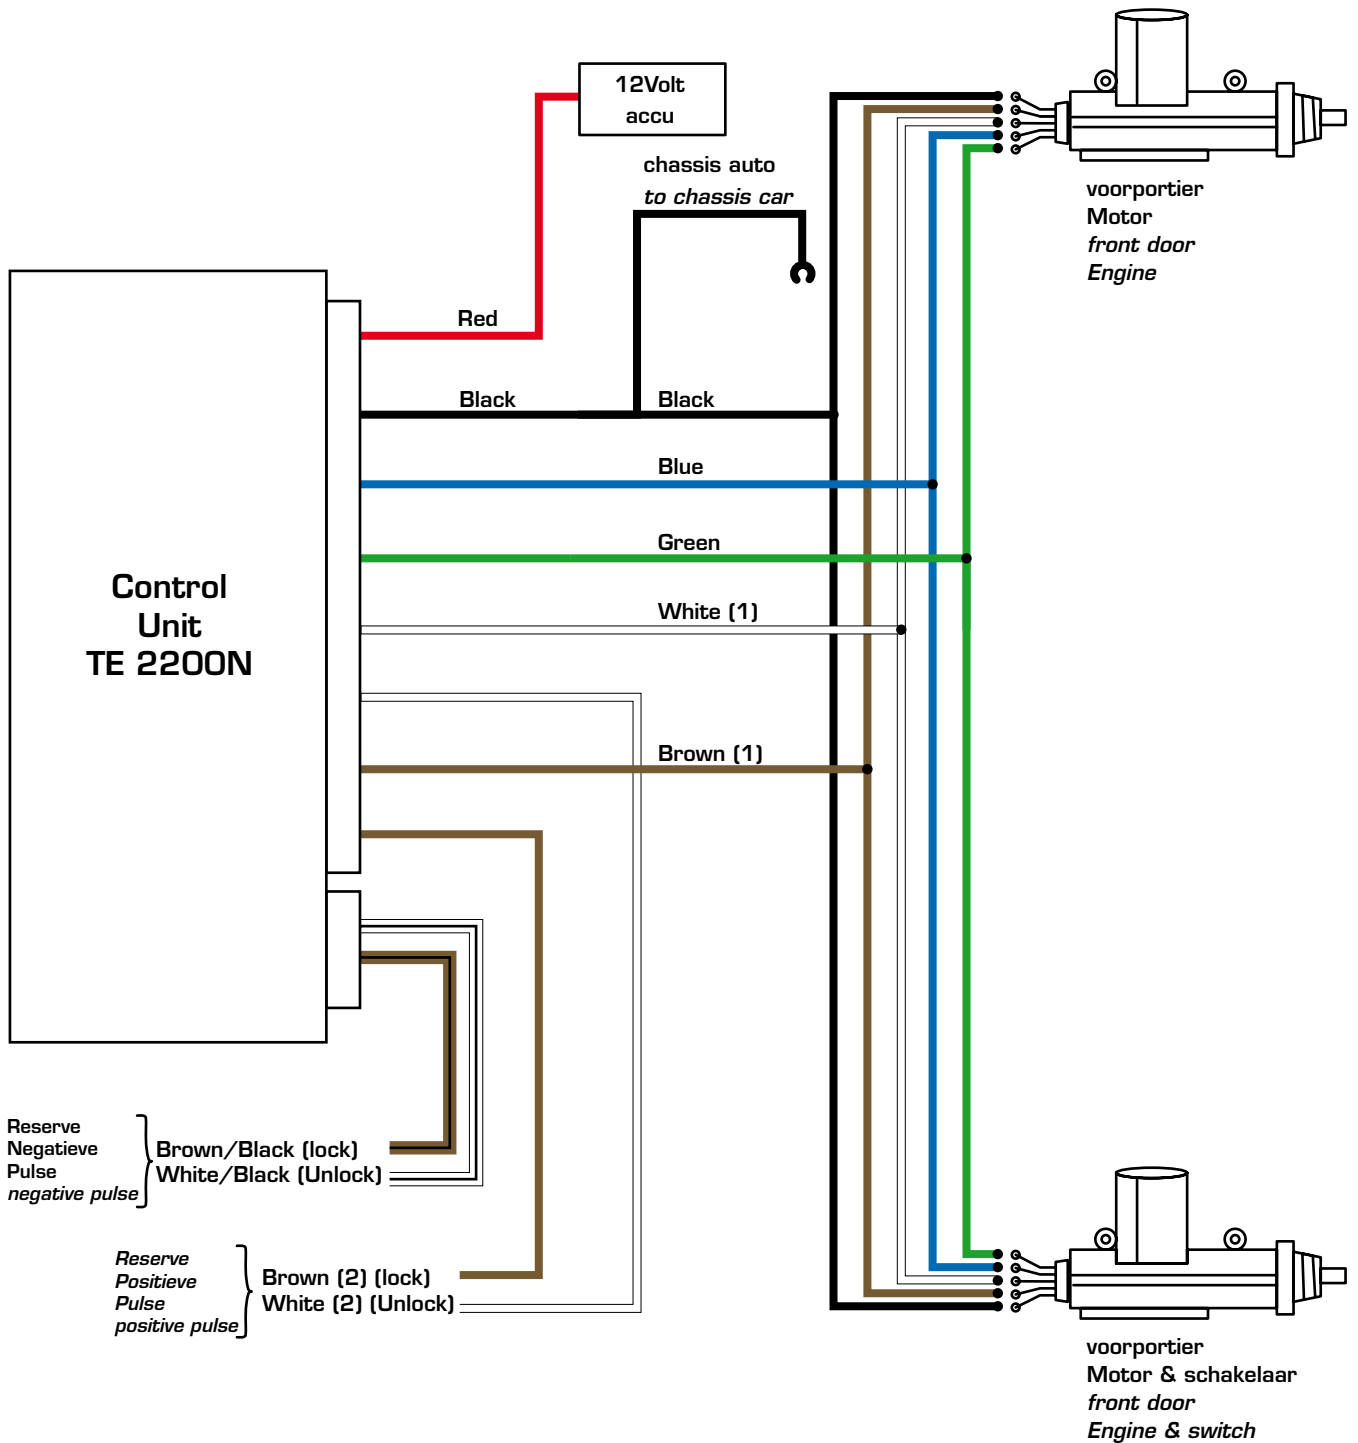 12Volt
accu
chassis auto
to chassis car
voorportier
Motor
front door
Engine
Red
Black
Black
Blue
Green
White (1)
Brown (1)
Control
Unit
TE 2200N
Reserve
Negatieve
Pulse
negative pulse
Brown/Black (lock)
White/Black (Unlock)
Reserve
Positieve
Pulse
positive pulse
Brown (2) (lock)
White (2) (Unlock)
voorportier
Motor & schakelaar
front door
Engine & switch